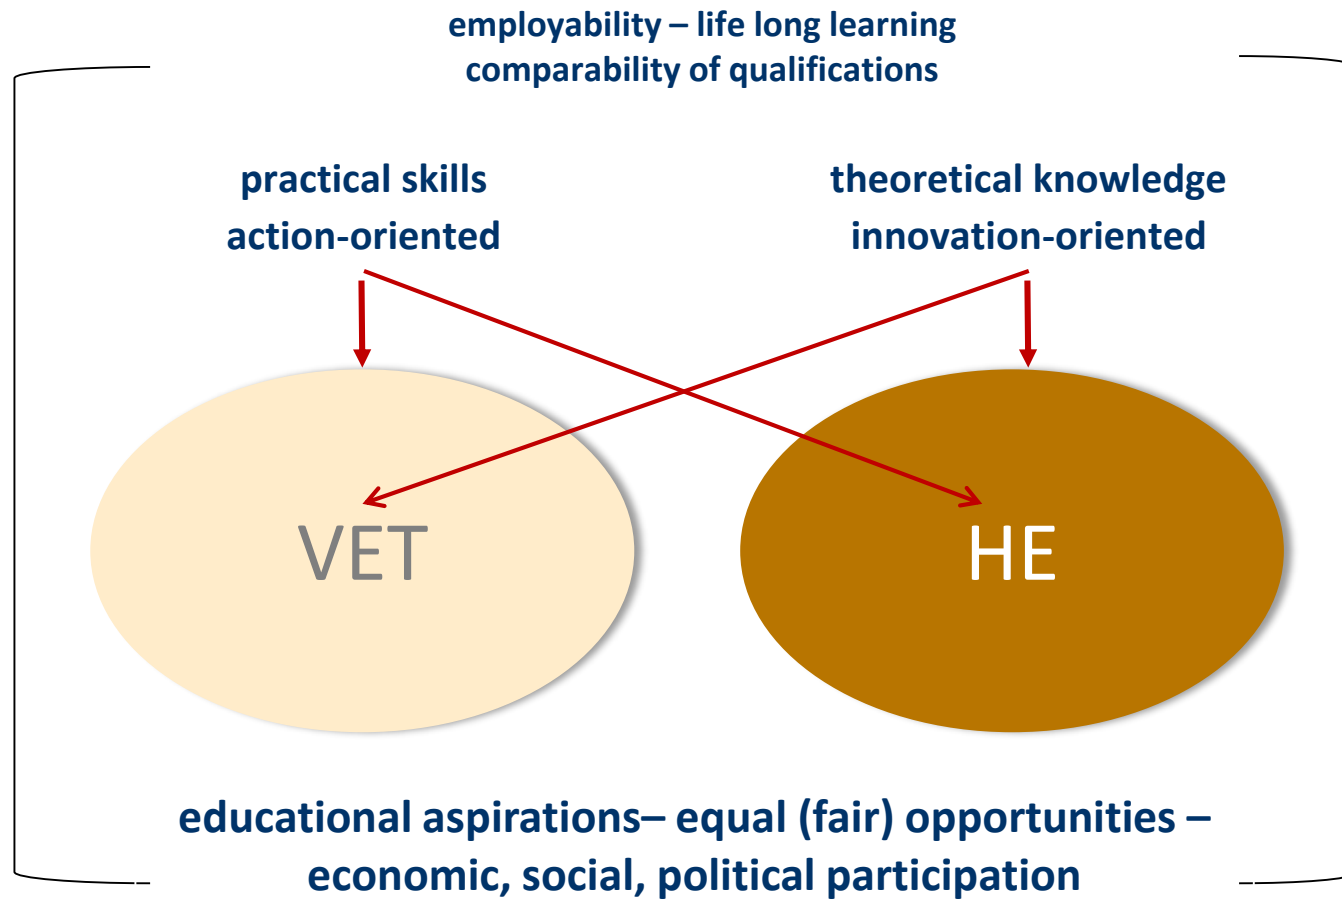 employability – life long learning
comparability of qualifications
practical skills
action-oriented
theoretical knowledge
innovation-oriented
VET
HE
educational aspirations– equal (fair) opportunities –
economic, social, political participation